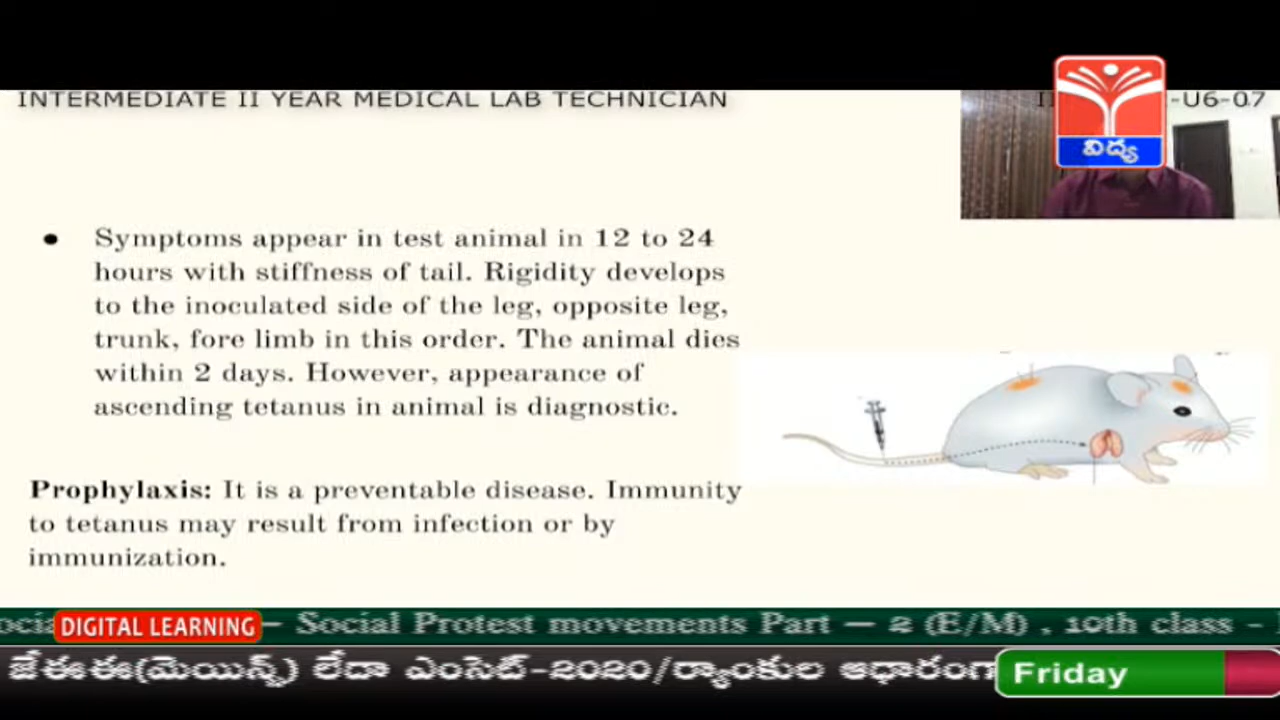 INTERMEDIATE II YEAR MEDICAL LAB TECHNICIAN
-U6-07
విద్య
• Symptoms appear in test animal in 12 to 24
hours with stiffness of tail. Rigidity develops
to the inoculated side of the leg, opposite leg,
trunk, fore limb in this order. The animal dies
within 2 days. However, appearance of
ascending tetanus in animal is diagnostic.
Prophylaxis: It is a preventable disease. Immunity
to tetanus may result from infection or by
immunization.
DIGITAL LEARNING – Social Protest movements Part – 2 (E/M) , 10th class -
జేఈఈ(మెయిన్స్) లేదా ఎంసెట్-2020/ర్యాంకుల ఆధారంగా
Friday